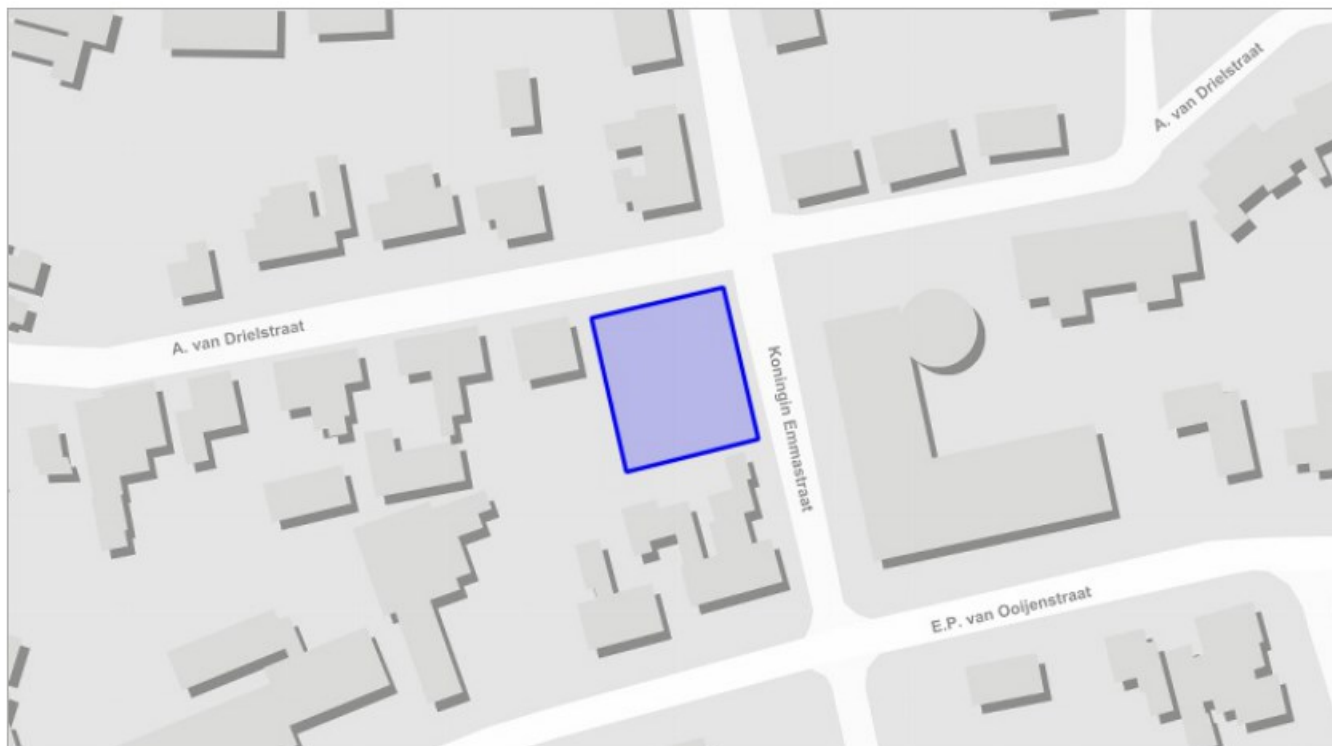 A. van Drielstraat
A. van Drielstraat
Koningin Emmastraat
E.P. van Ooijenstraat